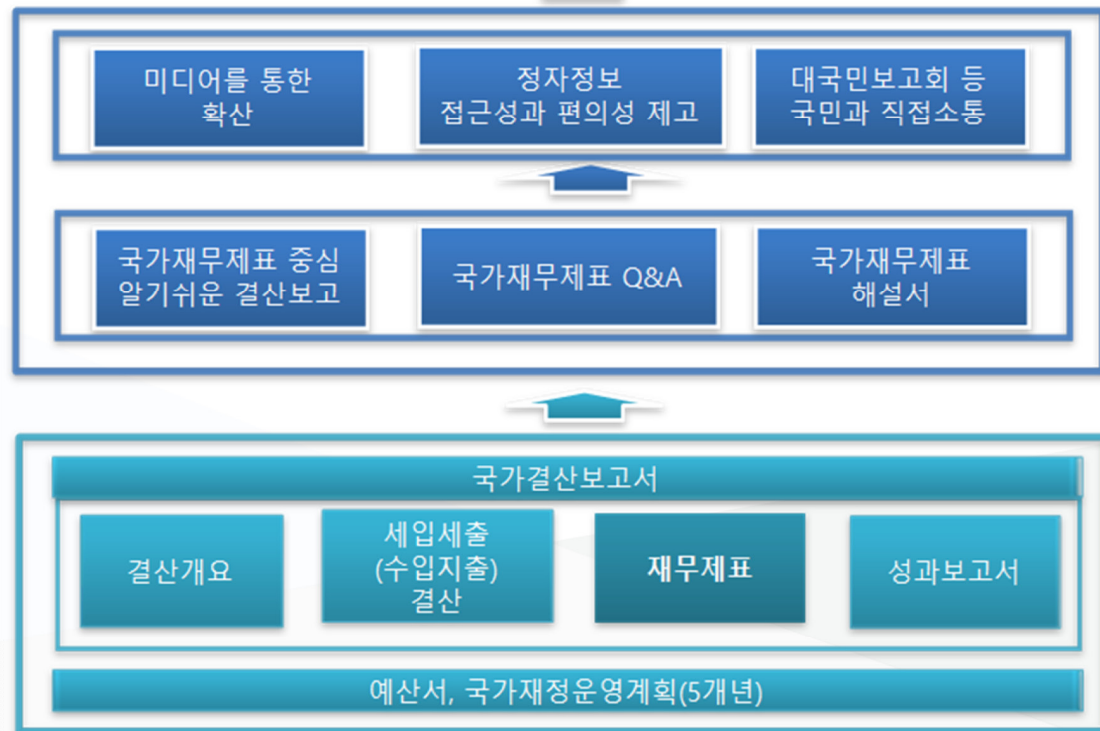 미디어를 통한
확산
정자정보
접근성과 편의성 제고
대국민보고회 등
국민과 직접소통
국가재무제표 중심
알기쉬운 결산보고
국가재무제표 Q&A
국가재무제표
해설서
국가결산보고서
결산개요
세입세출
(수입지출)
결산
재무제표
성과보고서
예산서, 국가재정운영계획(5개년)